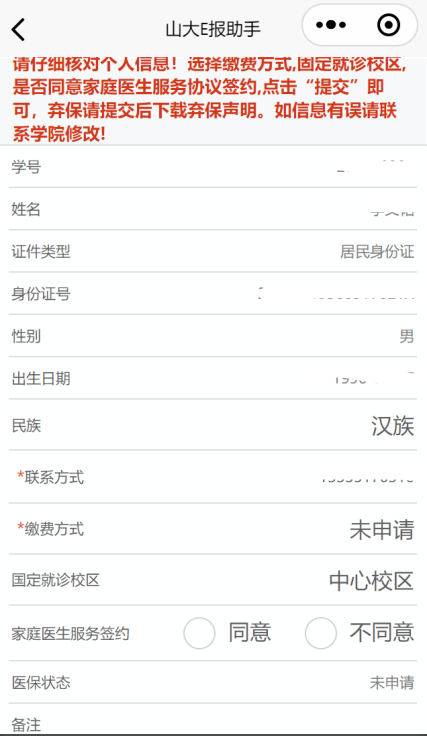 山大E报助手
请仔细核对个人信息！选择缴费方式,固定就诊校区,
是否同意家庭医生服务协议签约,点击“提交”即
可，弃保请提交后下载弃保声明。如信息有误请联
系学院修改!
学号
姓名
证件类型 居民身份证
身份证号
性别 男
出生日期
民族 汉族
*联系方式
*缴费方式 未申请
国定就诊校区 中心校区
家庭医生服务签约 同意 不同意
医保状态 未申请
备注